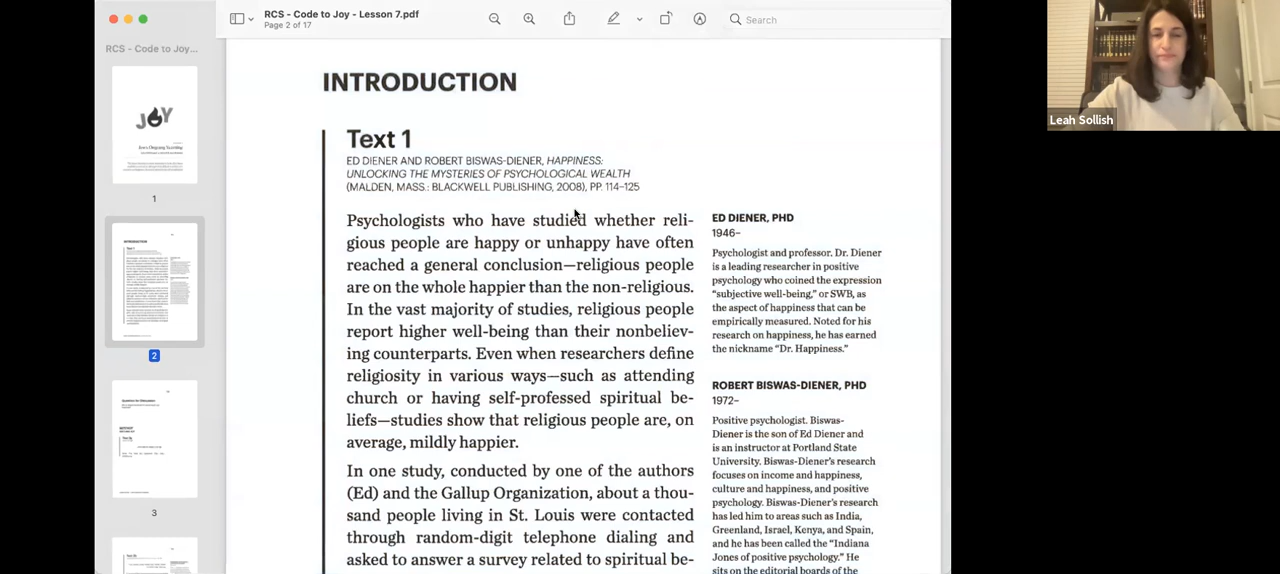 RCS - Code to Joy - Lesson 7.pdf
Page 2 of 17
Search
RCS - Code to Joy...
JOY
1
2
3
INTRODUCTION
Text 1
ED DIENER AND ROBERT BISWAS-DIENER, HAPPINESS:
UNLOCKING THE MYSTERIES OF PSYCHOLOGICAL WEALTH
(MALDEN, MASS.: BLACKWELL PUBLISHING, 2008), PP. 114–125
Psychologists who have studied whether reli-
gious people are happy or unhappy have often
reached a general conclusion—religious people
are on the whole happier than the non-religious.
In the vast majority of studies, religious people
report higher well-being than their nonbeliev-
ing counterparts. Even when researchers define
religiosity in various ways—such as attending
church or having self-professed spiritual be-
liefs—studies show that religious people are, on
average, mildly happier.
In one study, conducted by one of the authors
(Ed) and the Gallup Organization, about a thou-
sand people living in St. Louis were contacted
through random-digit telephone dialing and
asked to answer a survey related to spiritual be-
ED DIENER, PHD
1946–
Psychologist and professor. Dr. Diener
is a leading researcher in positive
psychology who coined the expression
“subjective well-being,” or SWB, as
the aspect of happiness that can be
empirically measured. Noted for his
research on happiness, he has earned
the nickname “Dr. Happiness.”
ROBERT BISWAS-DIENER, PHD
1972–
Positive psychologist. Biswas-
Diener is the son of Ed Diener and
is an instructor at Portland State
University. Biswas-Diener's research
focuses on income and happiness,
culture and happiness, and positive
psychology. Biswas-Diener's research
has led him to areas such as India,
Greenland, Israel, Kenya, and Spain,
and he has been called the “Indiana
Jones of positive psychology.” He
sits on the editorial boards of the
Leah Sollish